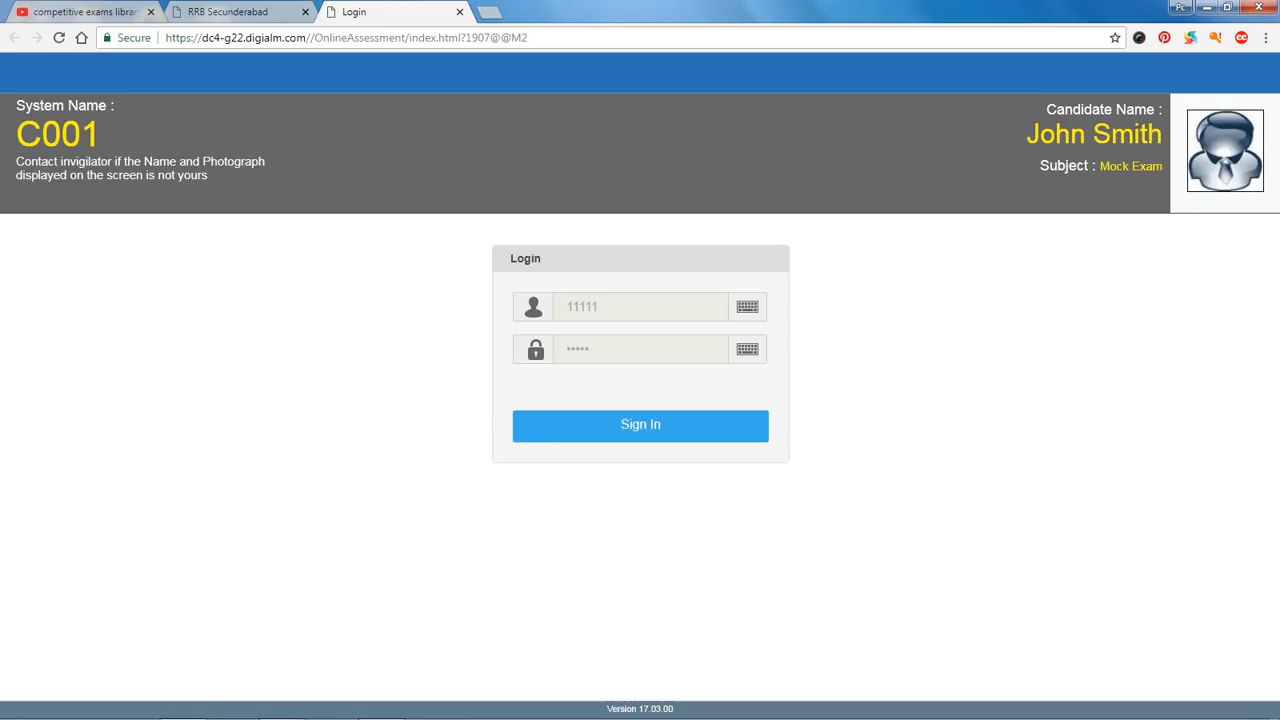 competitive exams librar
RRB Secunderabad
Login
Pc
Secure
https://dc4-g22.digialm.com//OnlineAssessment/index.html?1907@@M2
System Name :
C001
Contact invigilator if the Name and Photograph
displayed on the screen is not yours
Candidate Name :
John Smith
Subject : Mock Exam
Login
11111
•••••
Sign In
Version 17.03.00